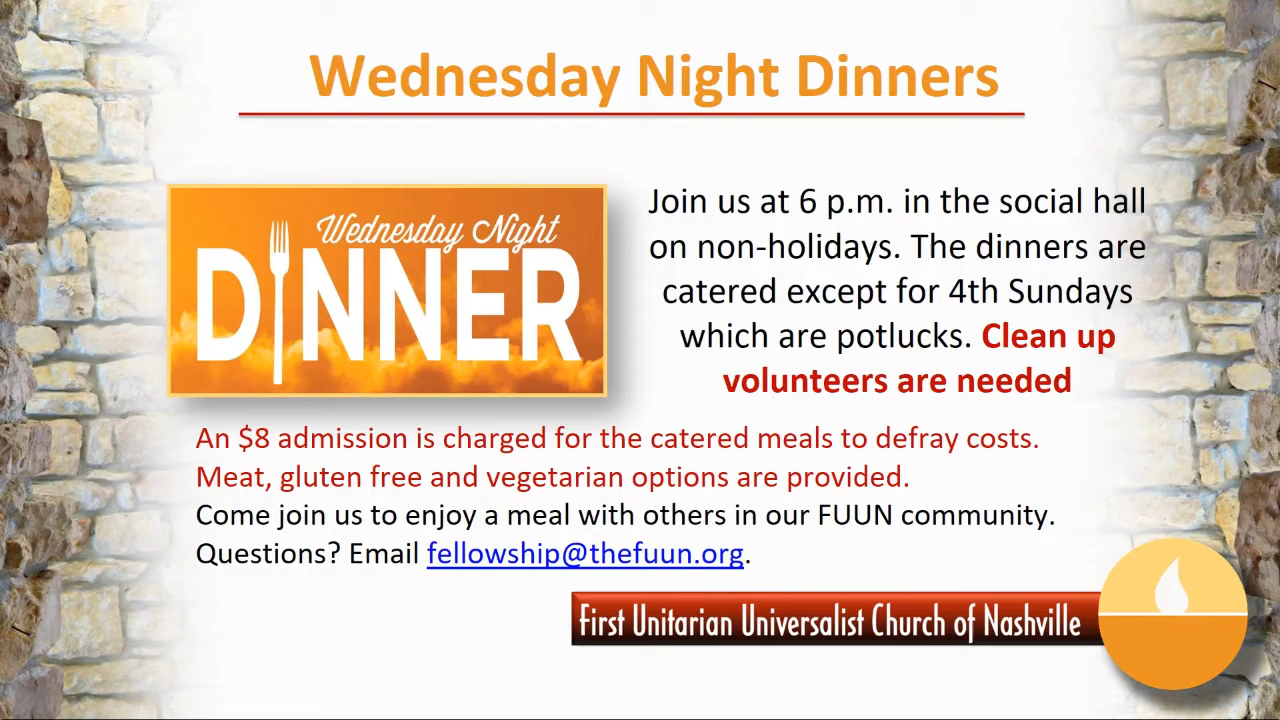 Wednesday Night Dinners
Wednesday Night
DINNER
Join us at 6 p.m. in the social hall
on non-holidays. The dinners are
catered except for 4th Sundays
which are potlucks. Clean up
volunteers are needed
An $8 admission is charged for the catered meals to defray costs.
Meat, gluten free and vegetarian options are provided.
Come join us to enjoy a meal with others in our FUUN community.
Questions? Email fellowship@thefuun.org.
First Unitarian Universalist Church of Nashville